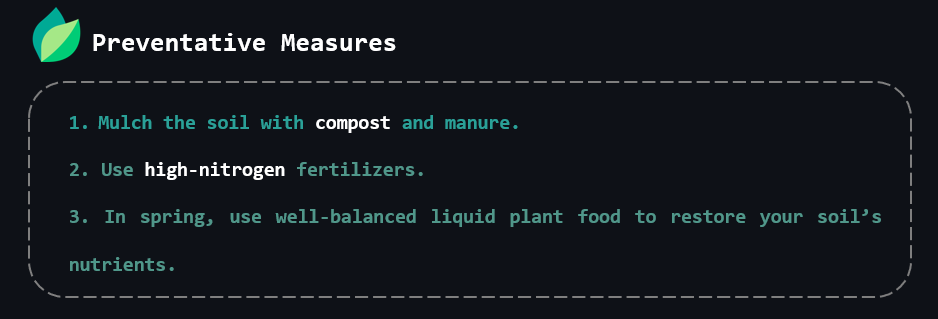 Preventative Measures
1. Mulch the soil with compost and manure.
2. Use high-nitrogen fertilizers.
3. In spring, use well-balanced liquid plant food to restore your soil’s
nutrients.